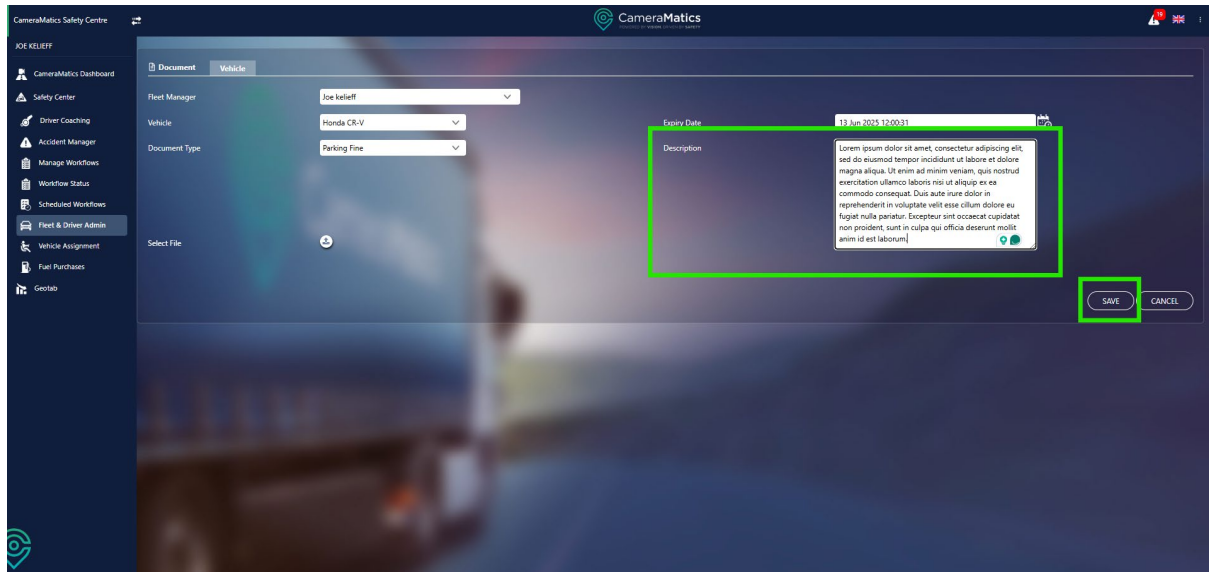 CameraMatics Safety Centre
CameraMatics
19
JOE KELIEFF
CameraMatics Dashboard
Safety Center
Driver Coaching
Accident Manager
Manage Workflows
Workflow Status
Scheduled Workflows
Fleet & Driver Admin
Vehicle Assignment
Fuel Purchases
Geotab
Document
Vehicle
Fleet Manager
Joe kelieff
Vehicle
Honda CR-V
Expiry Date
13 Jun 2025 12:00:31
Document Type
Parking Fine
Description
Lorem ipsum dolor sit amet, consectetur adipiscing elit,
sed do eiusmod tempor incididunt ut labore et dolore
magna aliqua. Ut enim ad minim veniam, quis nostrud
exercitation ullamco laboris nisi ut aliquip ex ea
commodo consequat. Duis aute irure dolor in
reprehenderit in voluptate velit esse cillum dolore eu
fugiat nulla pariatur. Excepteur sint occaecat cupidatat
non proident, sunt in culpa qui officia deserunt mollit
anim id est laborum.
Select File
SAVE
CANCEL